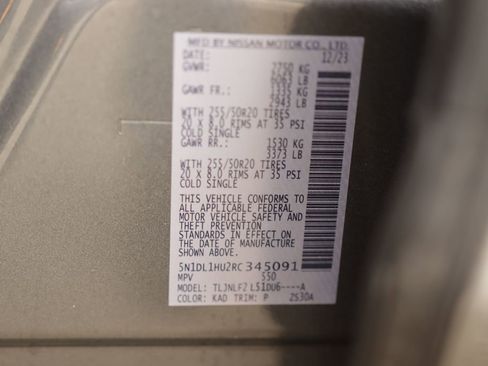 MFD BY NISSAN MOTOR CO., LTD.
DATE: 12/23
GVWR: 2750 KG
6063 LB
GAWR FR.: 1335 KG
2943 LB
WITH 255/50R20 TIRES
20 X 8.0 RIMS AT 35 PSI
COLD SINGLE
GAWR RR.: 1530 KG
3373 LB
WITH 255/50R20 TIRES
20 X 8.0 RIMS AT 35 PSI
COLD SINGLE
THIS VEHICLE CONFORMS TO
ALL APPLICABLE FEDERAL
MOTOR VEHICLE SAFETY AND
THEFT PREVENTION
STANDARDS IN EFFECT ON
THE DATE OF MANUFACTURE
SHOWN ABOVE.
5N1DL1HU2RC345091
MPV S50
MODEL: TLJNLF2 L51DU6----A
COLOR: KAD TRIM: P ZS30A